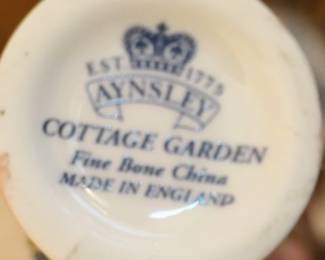 EST 1775
AYNSLEY
COTTAGE GARDEN
Fine Bone China
MADE IN ENGLAND